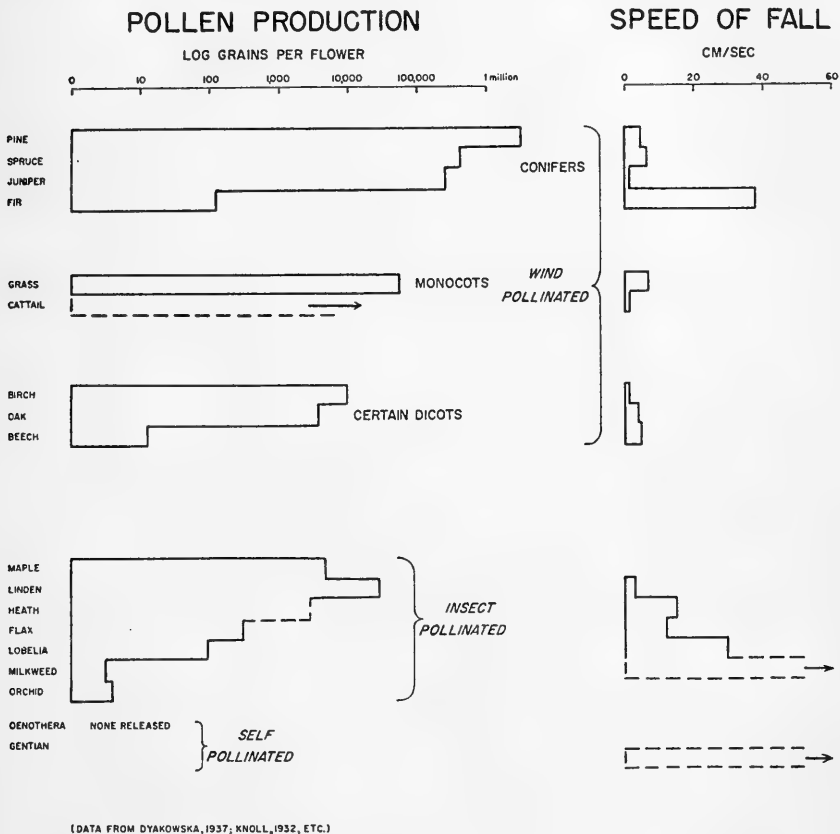 POLLEN PRODUCTION
LOG GRAINS PER FLOWER
0 10 100 1,000 10,000 100,000 1 million
SPEED OF FALL
CM/SEC
0 20 40 60
PINE
SPRUCE
JUNIPER
FIR
CONIFERS
GRASS
CATTAIL
MONOCOTS
WIND
POLLINATED
BIRCH
OAK
BEECH
CERTAIN DICOTS
MAPLE
LINDEN
HEATH
FLAX
LOBELIA
MILKWEED
ORCHID
INSECT
POLLINATED
OENOTHERA NONE RELEASED
GENTIAN
SELF
POLLINATED
(DATA FROM DYAKOWSKA, 1937; KNOLL, 1932, ETC.)